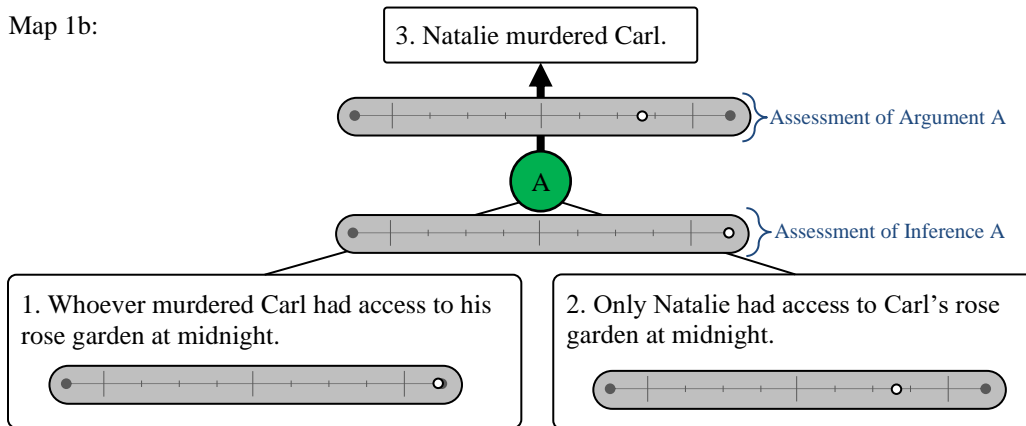 Map 1b:
3. Natalie murdered Carl.
Assessment of Argument A
A
Assessment of Inference A
1. Whoever murdered Carl had access to his
rose garden at midnight.
2. Only Natalie had access to Carl’s rose
garden at midnight.